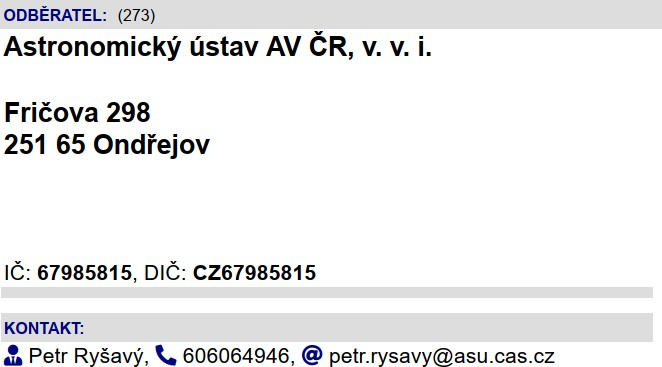 ODBĚRATEL: (273)
Astronomický ústav AV ČR, v. v. i.
Fričova 298
251 65 Ondřejov
IČ: 67985815, DIČ: CZ67985815
KONTAKT:
Petr Ryšavý, 606064946, petr.rysavy@asu.cas.cz